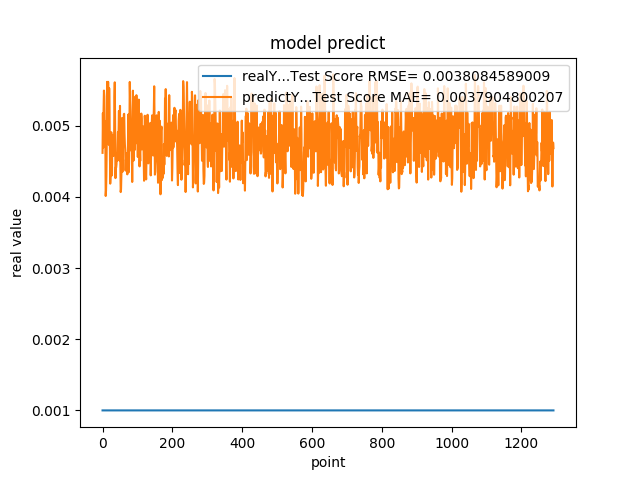 model predict
realY...Test Score RMSE= 0.0038084589009
predictY...Test Score MAE= 0.0037904800207
0.005
0.004
0.003
0.002
0.001
real value
0 200 400 600 800 1000 1200
point